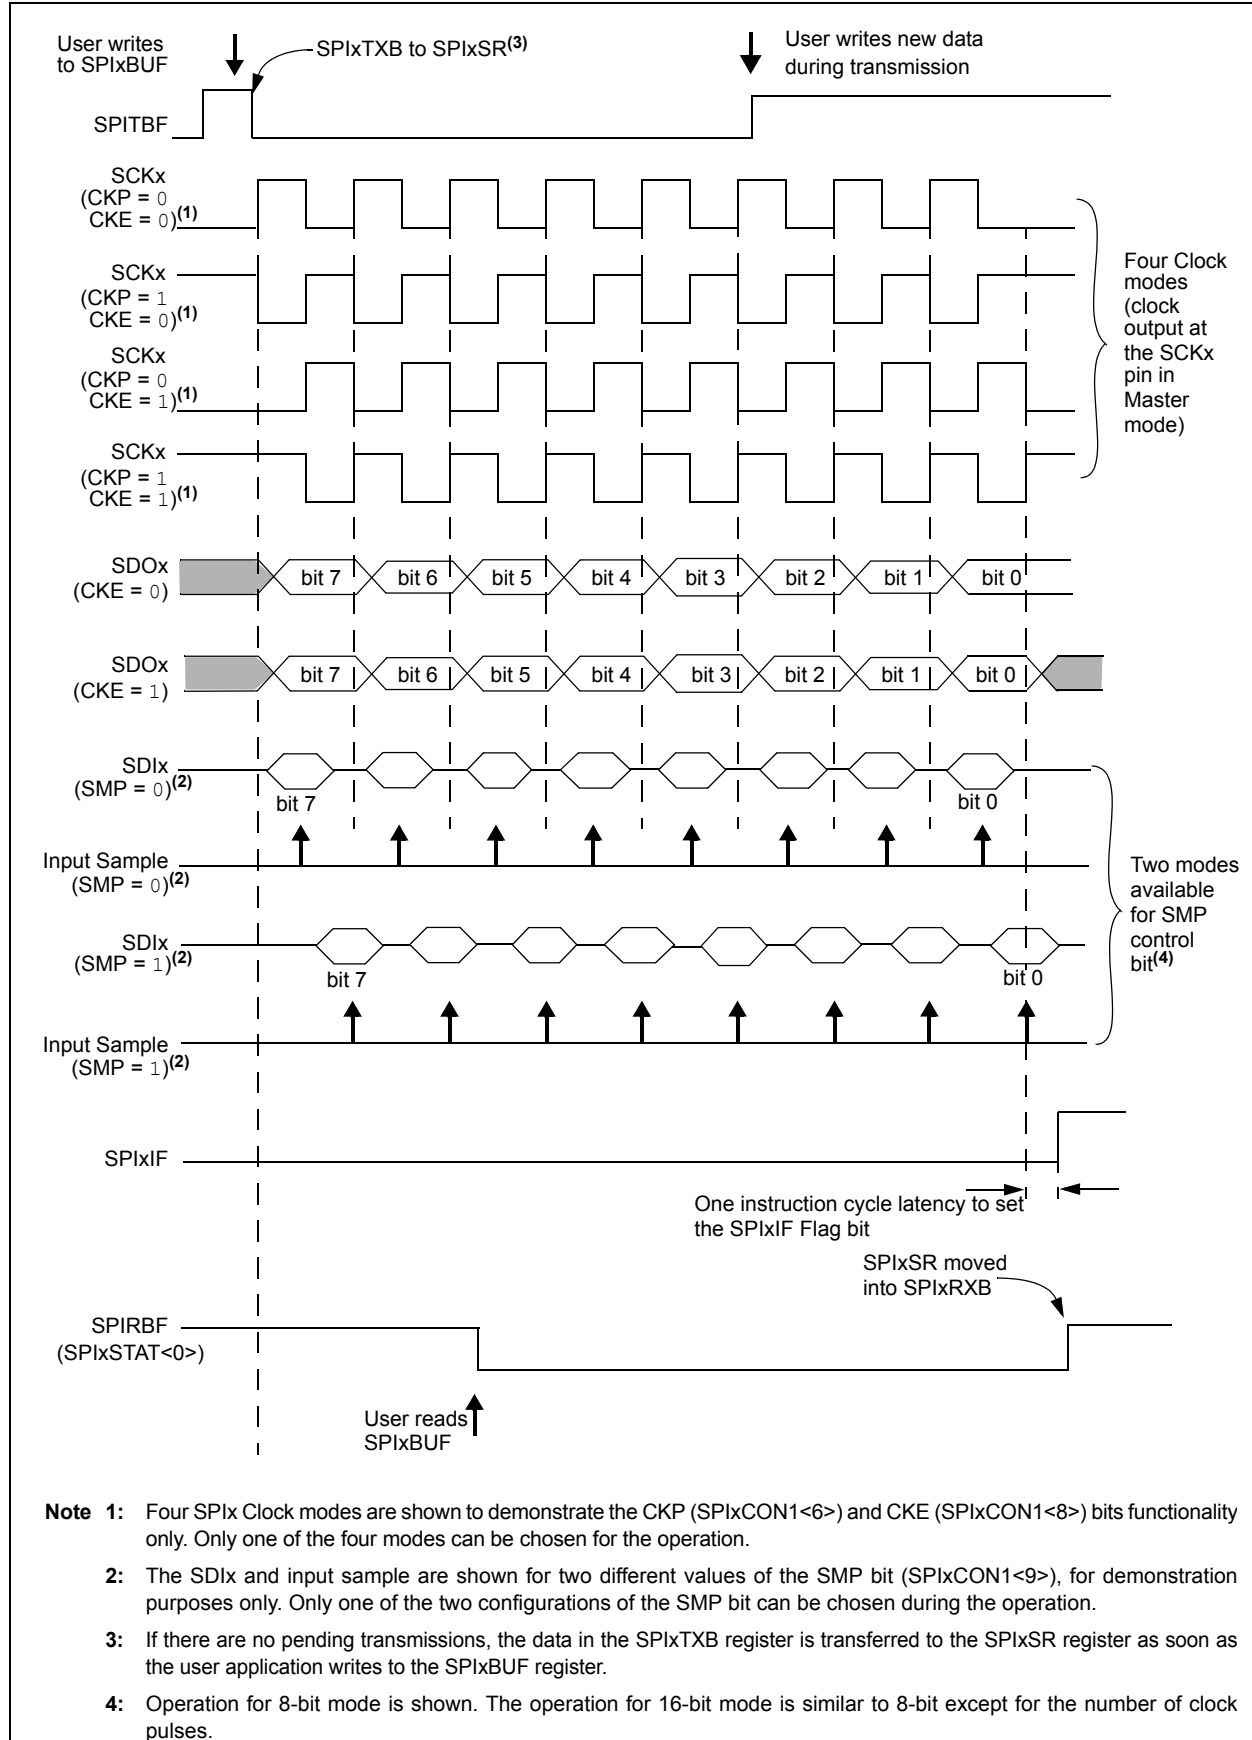 User writes
to SPIxBUF
SPIxTXB to SPIxSR(3)
User writes new data
during transmission
SPITBF
SCKx
(CKP = 0
CKE = 0)(1)
SCKx
(CKP = 1
CKE = 0)(1)
SCKx
(CKP = 0
CKE = 1)(1)
SCKx
(CKP = 1
CKE = 1)(1)
Four Clock
modes
(clock
output at
the SCKx
pin in
Master
mode)
SDOx
(CKE = 0)
bit 7 bit 6 bit 5 bit 4 bit 3 bit 2 bit 1 bit 0
SDOx
(CKE = 1)
bit 7 bit 6 bit 5 bit 4 bit 3 bit 2 bit 1 bit 0
SDIx
(SMP = 0)(2)
bit 7 bit 0
Input Sample
(SMP = 0)(2)
SDIx
(SMP = 1)(2)
bit 7 bit 0
Input Sample
(SMP = 1)(2)
Two modes
available
for SMP
control
bit(4)
SPIxIF
One instruction cycle latency to set
the SPIxIF Flag bit
SPIxSR moved
into SPIxRXB
SPIRBF
(SPIxSTAT<0>)
User reads
SPIxBUF
Note 1: Four SPIx Clock modes are shown to demonstrate the CKP (SPIxCON1<6>) and CKE (SPIxCON1<8>) bits functionality
only. Only one of the four modes can be chosen for the operation.
2: The SDIx and input sample are shown for two different values of the SMP bit (SPIxCON1<9>), for demonstration
purposes only. Only one of the two configurations of the SMP bit can be chosen during the operation.
3: If there are no pending transmissions, the data in the SPIxTXB register is transferred to the SPIxSR register as soon as
the user application writes to the SPIxBUF register.
4: Operation for 8-bit mode is shown. The operation for 16-bit mode is similar to 8-bit except for the number of clock
pulses.